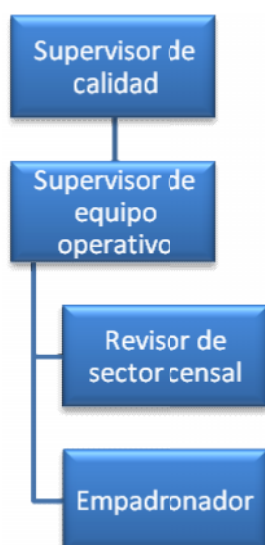 Supervisor de
calidad
Supervisor de
equipo
operativo
Revisor de
sector censal
Empadronador